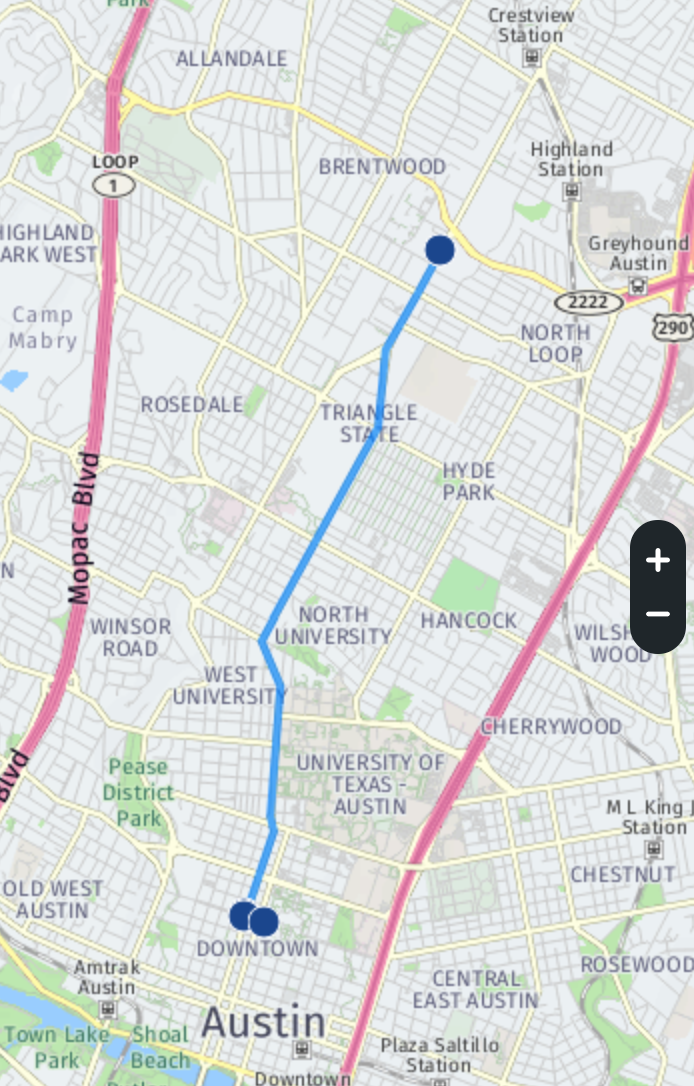 Park
Crestview
Station
ALLANDALE
Highland
Station
LOOP
1
BRENTWOOD
HIGHLAND
ARK WEST
Greyhound
Austin
2222
290
Camp
Mabry
NORTH
LOOP
ROSEDALE
TRIANGLE
STATE
HYDE
PARK
Mopac Blvd
+
−
N
NORTH
UNIVERSITY
HANCOCK
WINSOR
ROAD
WILSH
WOOD
WEST
UNIVERSITY
CHERRYWOOD
Blvd
Pease
District
Park
UNIVERSITY OF
TEXAS -
AUSTIN
M L King
Station
CHESTNUT
OLD WEST
AUSTIN
DOWNTOWN
ROSEWOOD
Amtrak
Austin
CENTRAL
EAST AUSTIN
Austin
Town Lake
Park
Shoal
Beach
Plaza Saltillo
Station
Downtown